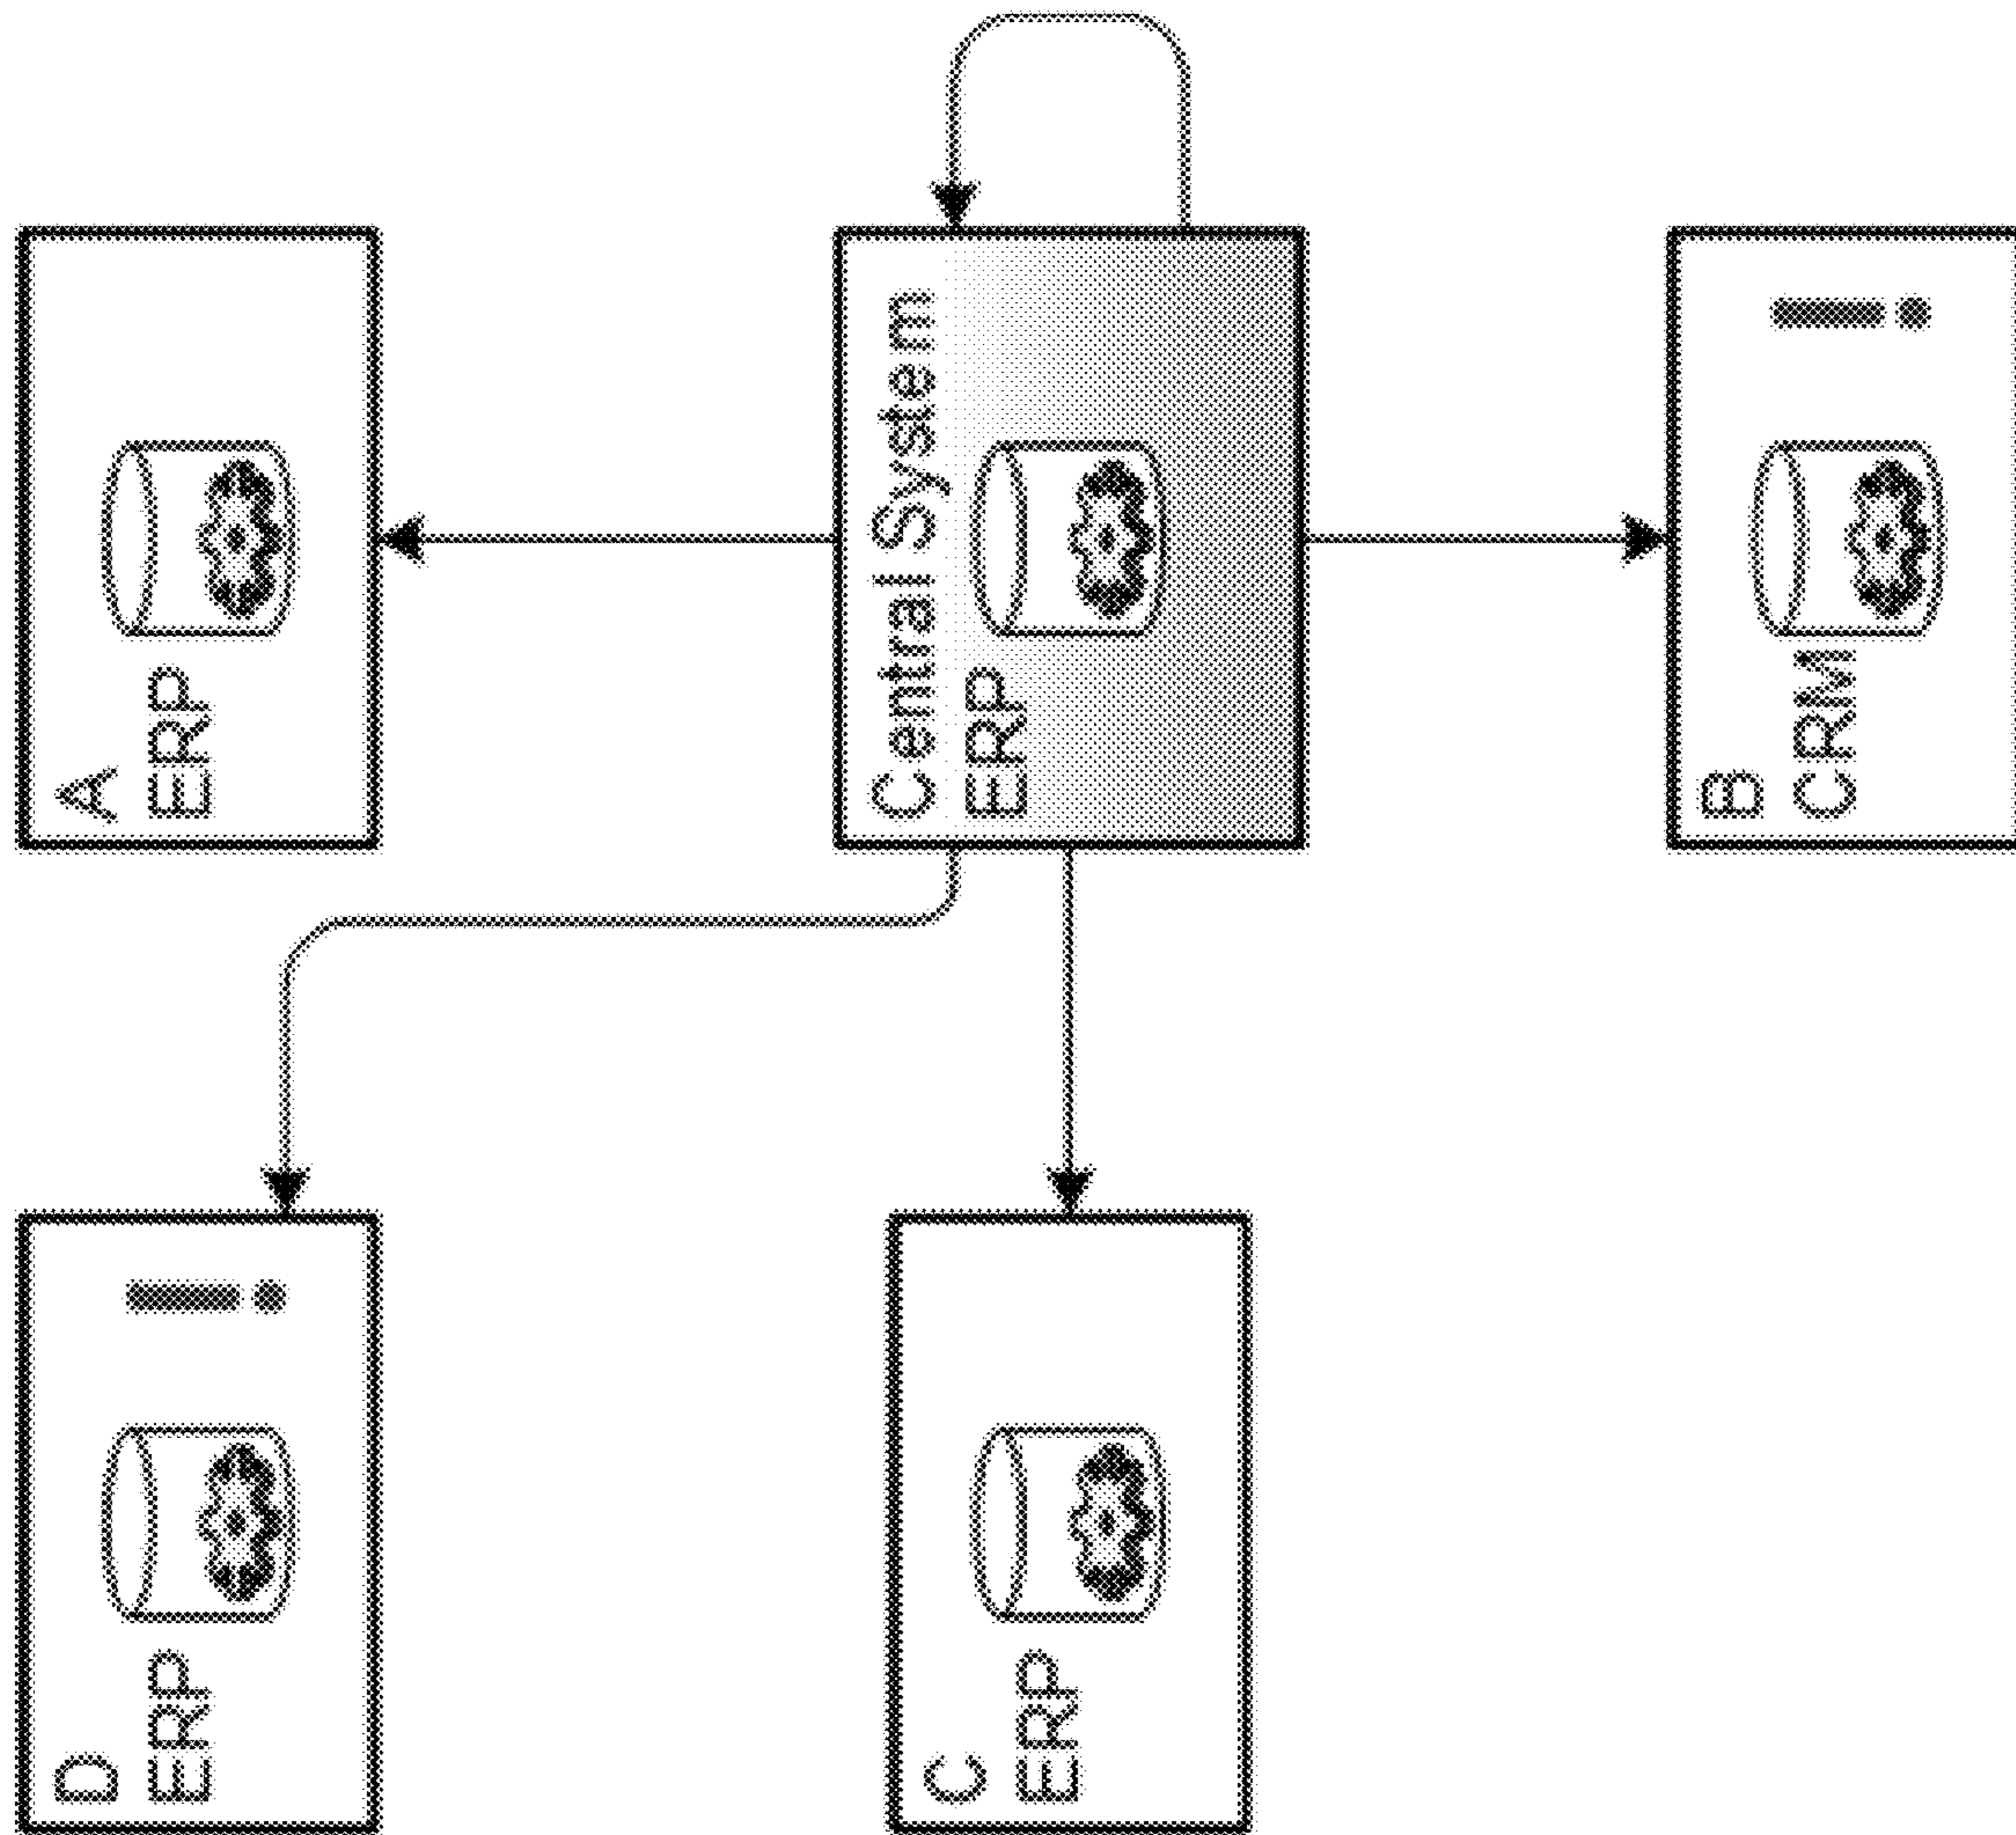 D
ERP !
A
ERP
Central System
ERP
C
ERP
B
CRM !